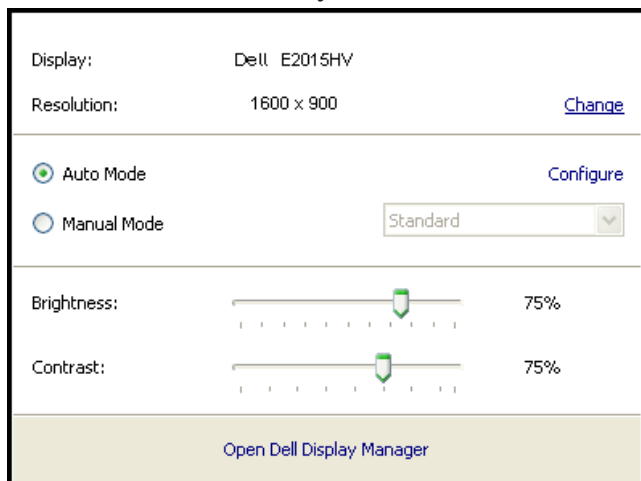 Display: Dell E2015HV
Resolution: 1600 x 900 Change
Auto Mode Configure
Manual Mode Standard
Brightness: 75%
Contrast: 75%
Open Dell Display Manager